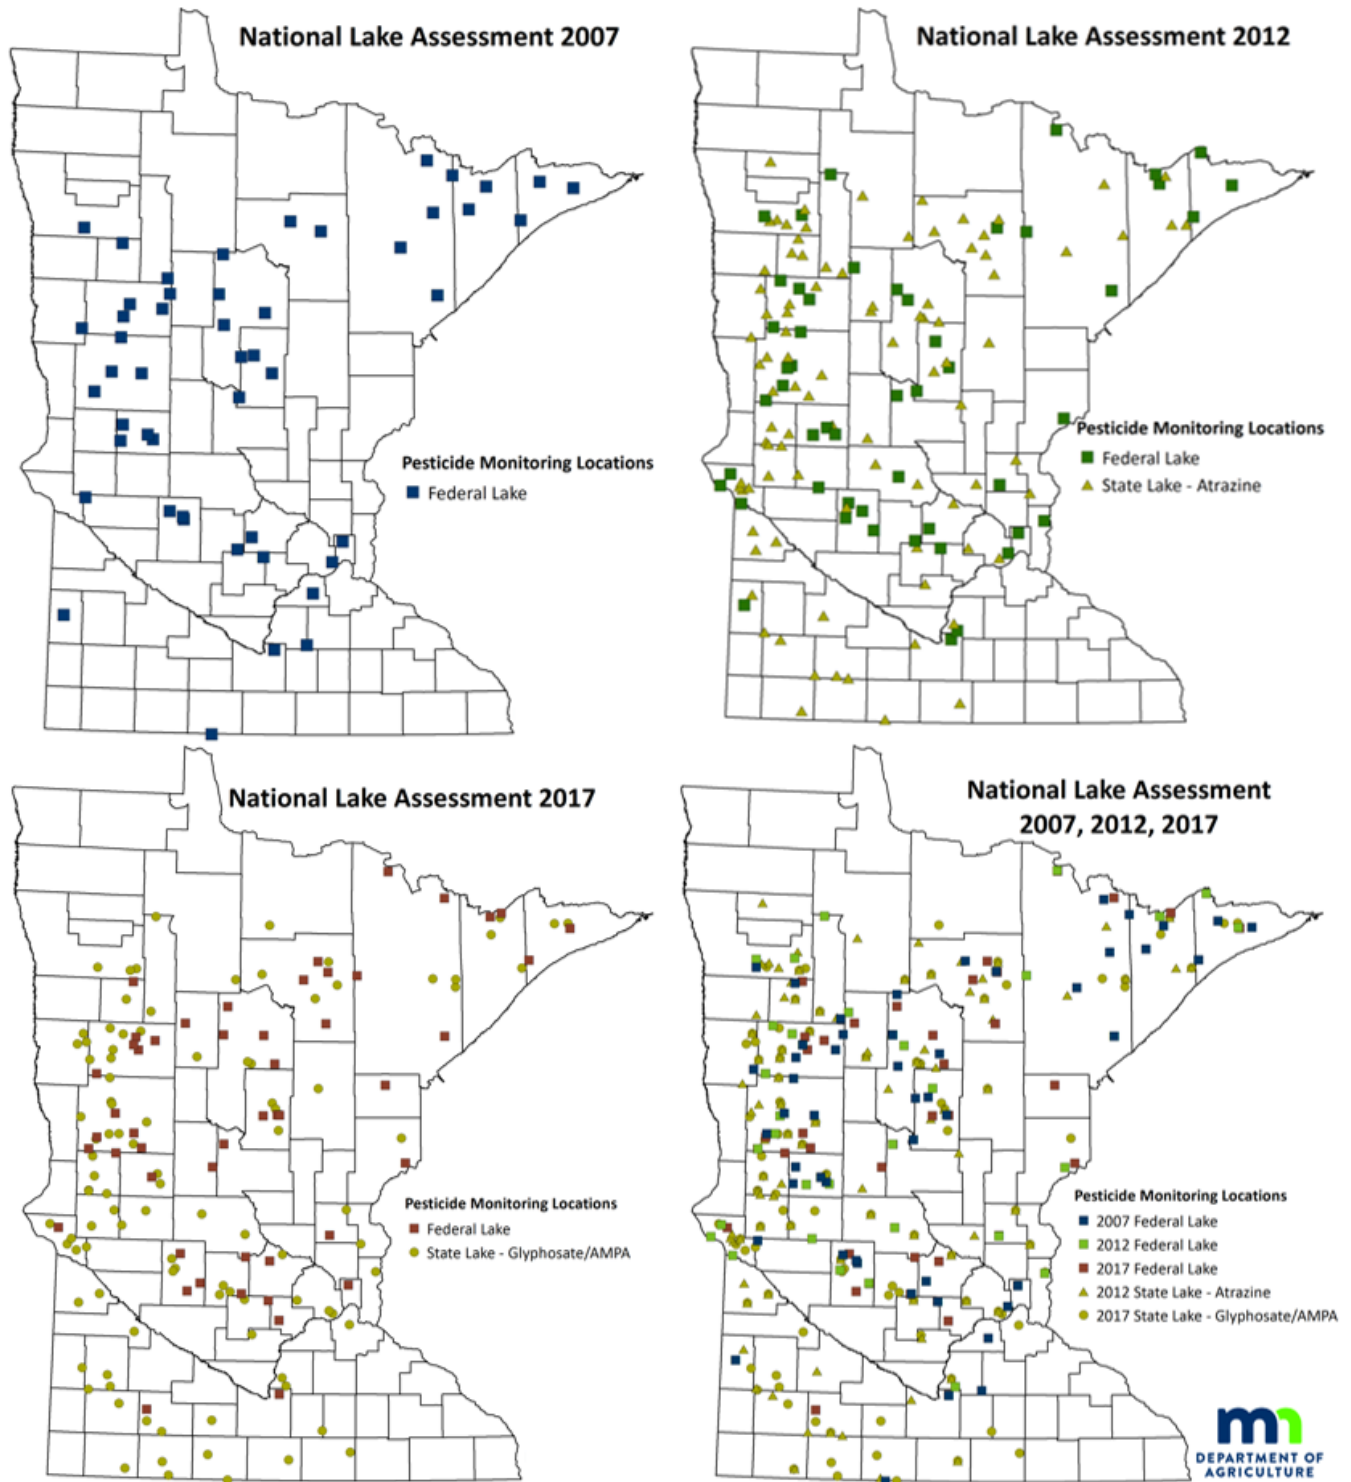 National Lake Assessment 2007
Pesticide Monitoring Locations
Federal Lake
National Lake Assessment 2012
Pesticide Monitoring Locations
Federal Lake
State Lake - Atrazine
National Lake Assessment 2017
Pesticide Monitoring Locations
Federal Lake
State Lake - Glyphosate/AMPA
National Lake Assessment
2007, 2012, 2017
Pesticide Monitoring Locations
2007 Federal Lake
2012 Federal Lake
2017 Federal Lake
2012 State Lake - Atrazine
2017 State Lake - Glyphosate/AMPA
mn
DEPARTMENT OF
AGRICULTURE